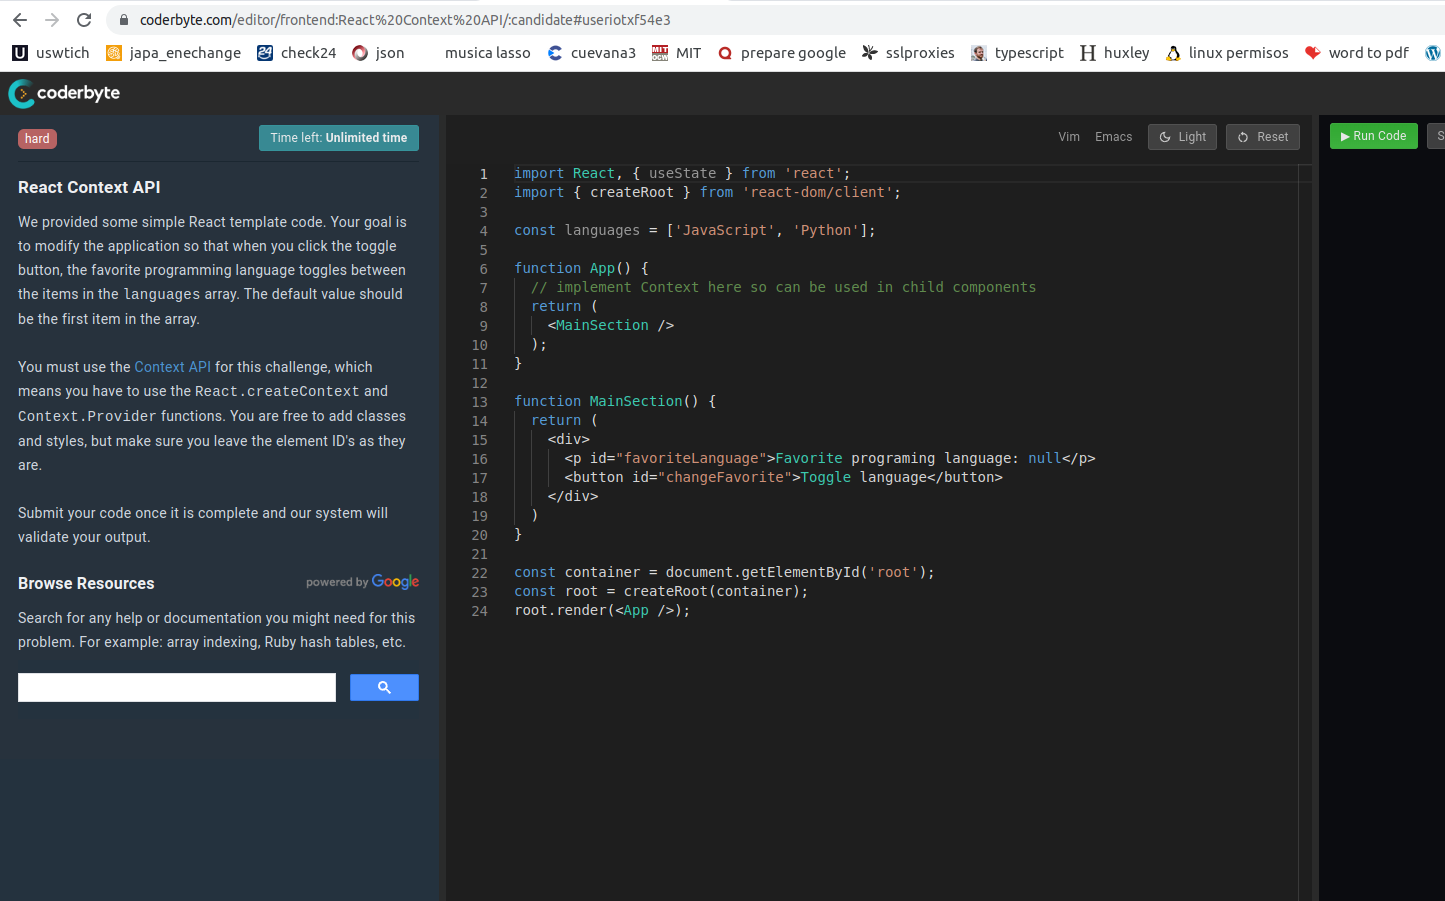 coderbyte.com/editor/frontend:React%20Context%20API/:candidate#useriotxf54e3
U uswtich japa_enechange 24 check24 json musica lasso cuevana3 MIT OCW MIT prepare google sslproxies typescript H huxley linux permisos word to pdf
coderbyte
hard Time left: Unlimited time
React Context API
We provided some simple React template code. Your goal is
to modify the application so that when you click the toggle
button, the favorite programming language toggles between
the items in the languages array. The default value should
be the first item in the array.
You must use the Context API for this challenge, which
means you have to use the React.createContext and
Context.Provider functions. You are free to add classes
and styles, but make sure you leave the element ID's as they
are.
Submit your code once it is complete and our system will
validate your output.
Browse Resources powered by Google
Search for any help or documentation you might need for this
problem. For example: array indexing, Ruby hash tables, etc.
Vim Emacs Light Reset
1 import React, { useState } from 'react';
2 import { createRoot } from 'react-dom/client';
3
4 const languages = ['JavaScript', 'Python'];
5
6 function App() {
7 // implement Context here so can be used in child components
8 return (
9 <MainSection />
10 );
11 }
12
13 function MainSection() {
14 return (
15 <div>
16 <p id="favoriteLanguage">Favorite programing language: null</p>
17 <button id="changeFavorite">Toggle language</button>
18 </div>
19 )
20 }
21
22 const container = document.getElementById('root');
23 const root = createRoot(container);
24 root.render(<App />);
Run Code S